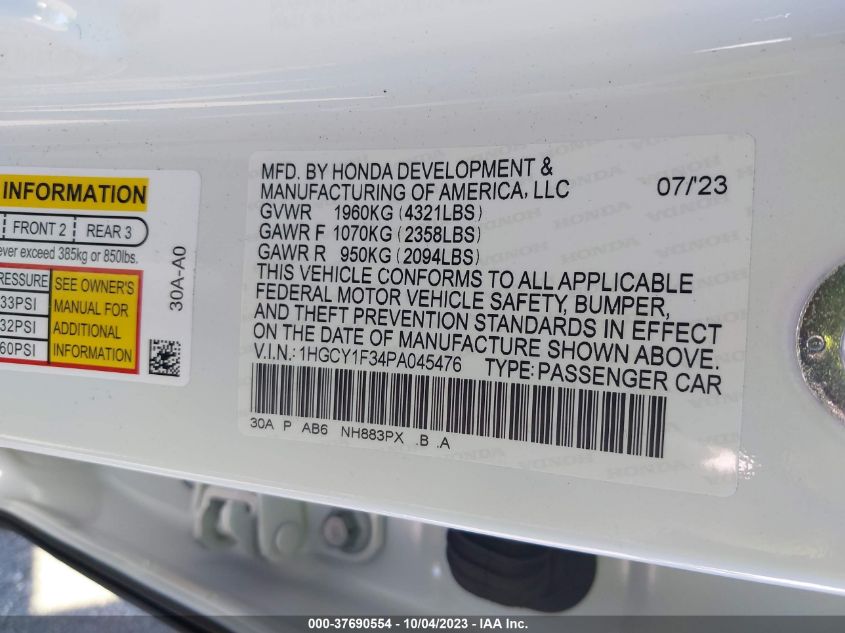 INFORMATION
FRONT 2 REAR 3
ever exceed 385kg or 850lbs.
PRESSURE
33PSI
32PSI
60PSI
SEE OWNER'S
MANUAL FOR
ADDITIONAL
INFORMATION
30A-A0
MFD. BY HONDA DEVELOPMENT &
MANUFACTURING OF AMERICA, LLC 07/'23
GVWR 1960KG (4321LBS)
GAWR F 1070KG (2358LBS)
GAWR R 950KG (2094LBS)
THIS VEHICLE CONFORMS TO ALL APPLICABLE
FEDERAL MOTOR VEHICLE SAFETY, BUMPER,
AND THEFT PREVENTION STANDARDS IN EFFECT
ON THE DATE OF MANUFACTURE SHOWN ABOVE.
V.I.N.: 1HGCY1F34PA045476 TYPE: PASSENGER CAR
30A P AB6 NH883PX .B .A
000-37690554 - 10/04/2023 - IAAI Inc.